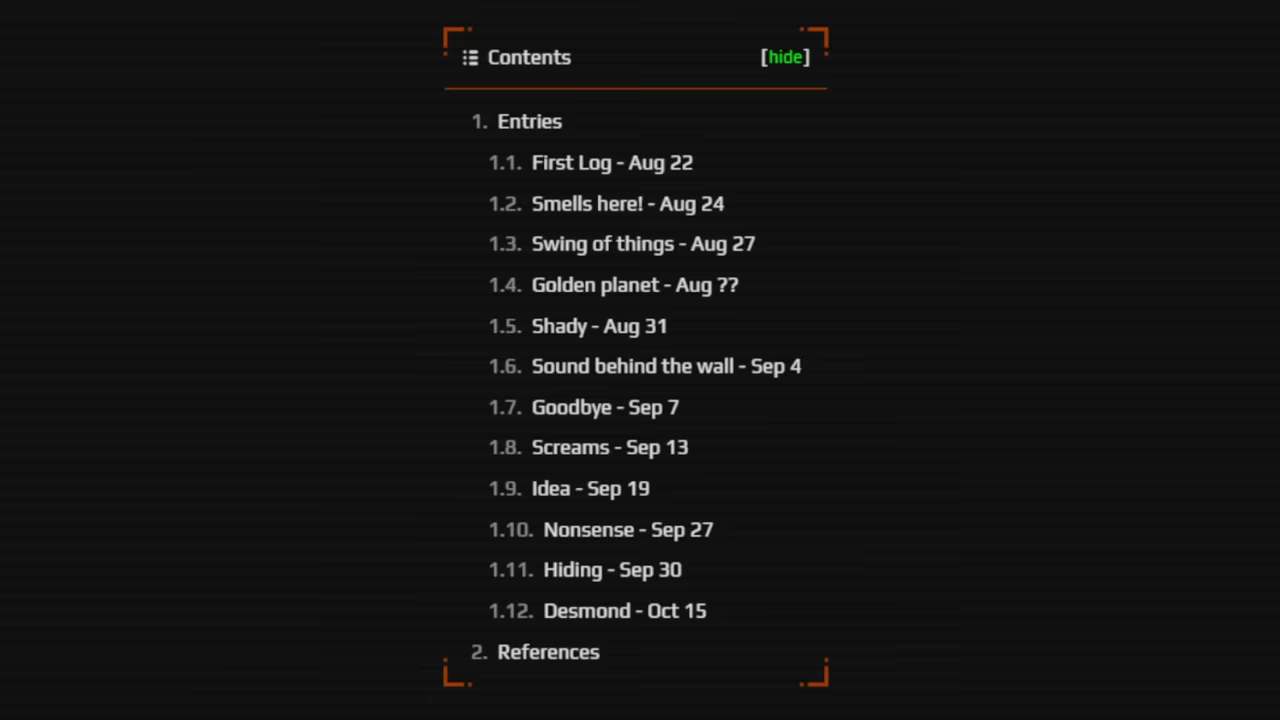 Contents [hide]
1. Entries
1.1. First Log - Aug 22
1.2. Smells here! - Aug 24
1.3. Swing of things - Aug 27
1.4. Golden planet - Aug ??
1.5. Shady - Aug 31
1.6. Sound behind the wall - Sep 4
1.7. Goodbye - Sep 7
1.8. Screams - Sep 13
1.9. Idea - Sep 19
1.10. Nonsense - Sep 27
1.11. Hiding - Sep 30
1.12. Desmond - Oct 15
2. References